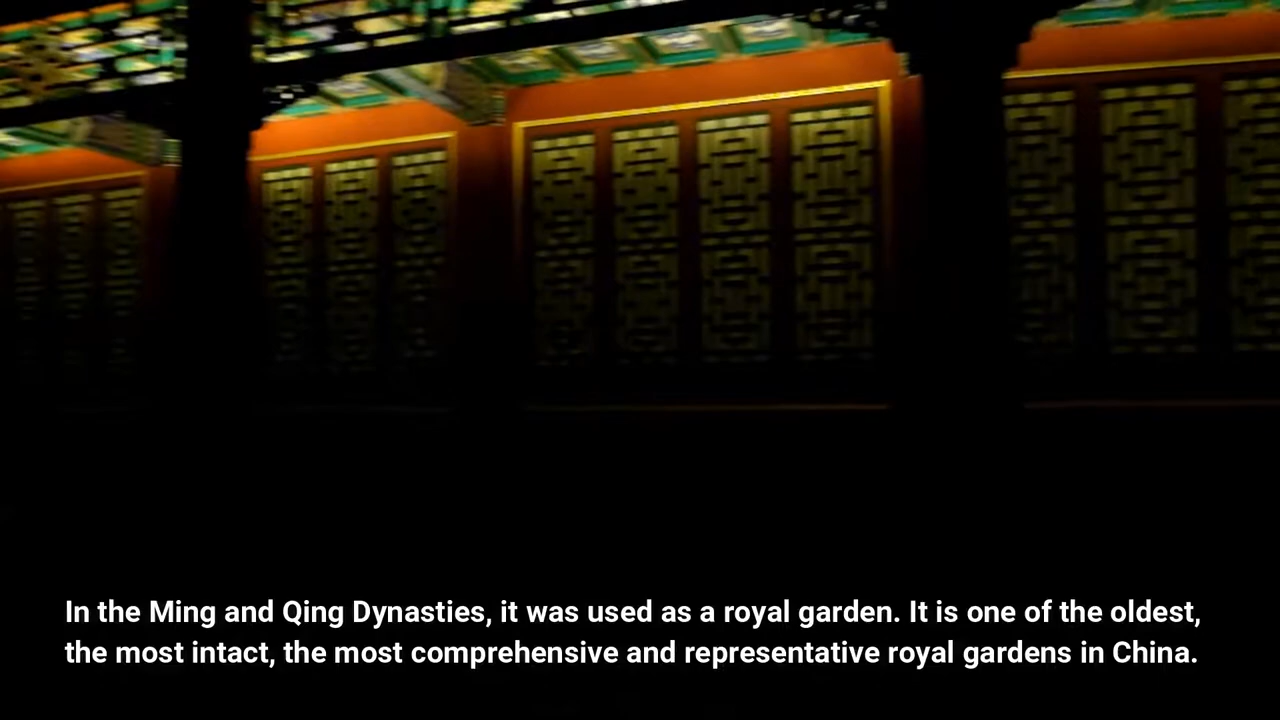 In the Ming and Qing Dynasties, it was used as a royal garden. It is one of the oldest,
the most intact, the most comprehensive and representative royal gardens in China.